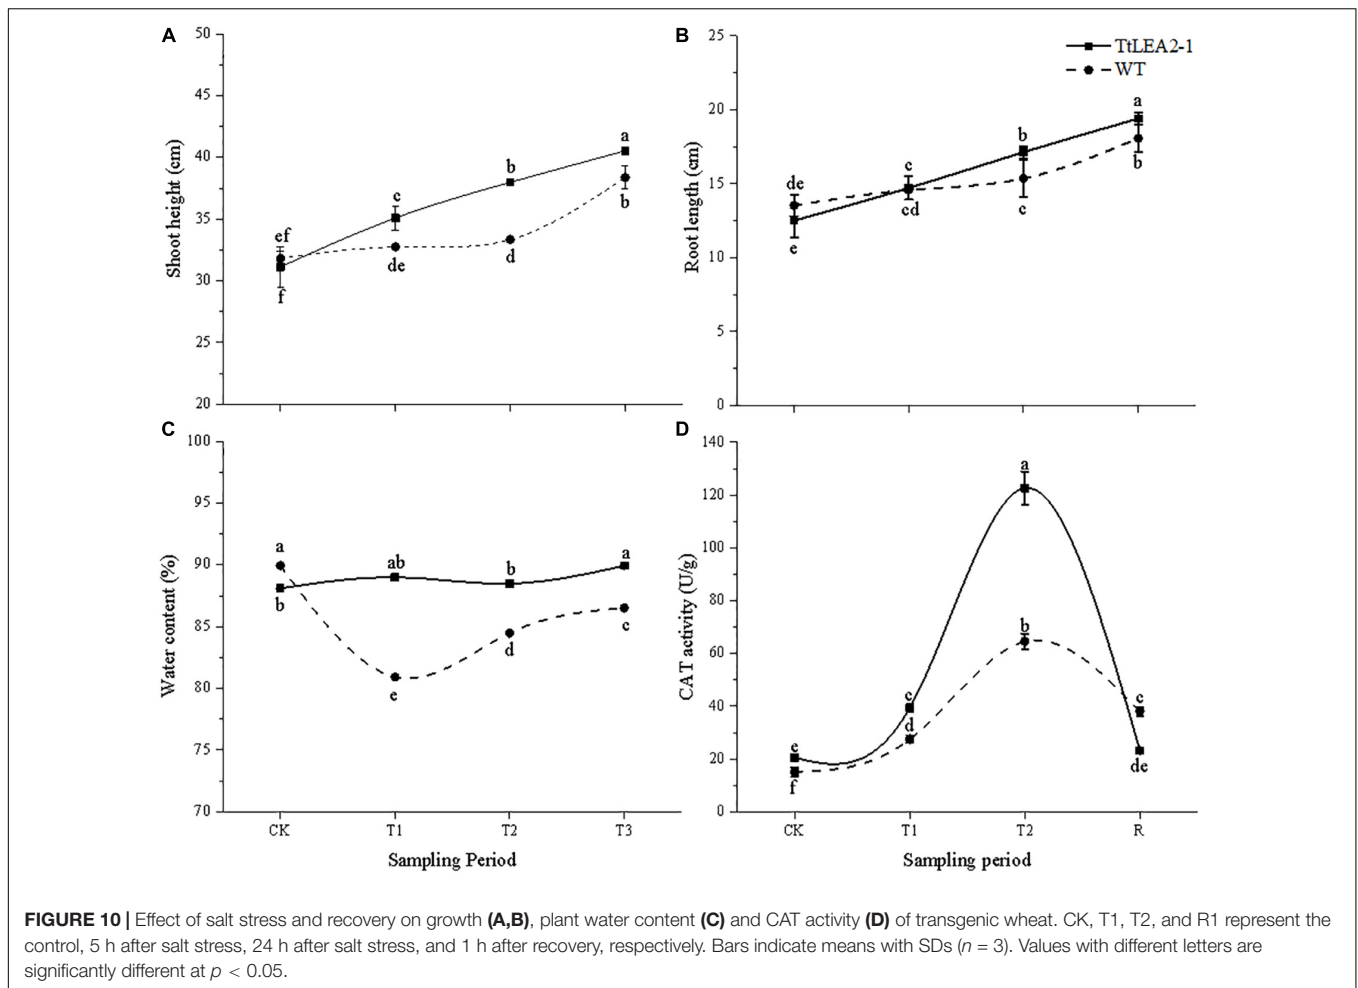 A
50
45
40
35
30
25
20
Shoot height (cm)
ef
f
c
de
b
d
a
b
B
25
20
15
10
5
0
Root length (cm)
TtLEA2-1
WT
de
e
c
cd
b
c
a
b
C
100
95
90
85
80
75
70
Water content (%)
a
b
ab
e
b
d
a
c
CK T1 T2 T3
Sampling Period
D
140
120
100
80
60
40
20
0
CAT activity (U/g)
e
f
c
d
a
b
c
de
CK T1 T2 R
Sampling period
FIGURE 10 | Effect of salt stress and recovery on growth (A,B), plant water content (C) and CAT activity (D) of transgenic wheat. CK, T1, T2, and R1 represent the
control, 5 h after salt stress, 24 h after salt stress, and 1 h after recovery, respectively. Bars indicate means with SDs (n = 3). Values with different letters are
significantly different at p < 0.05.